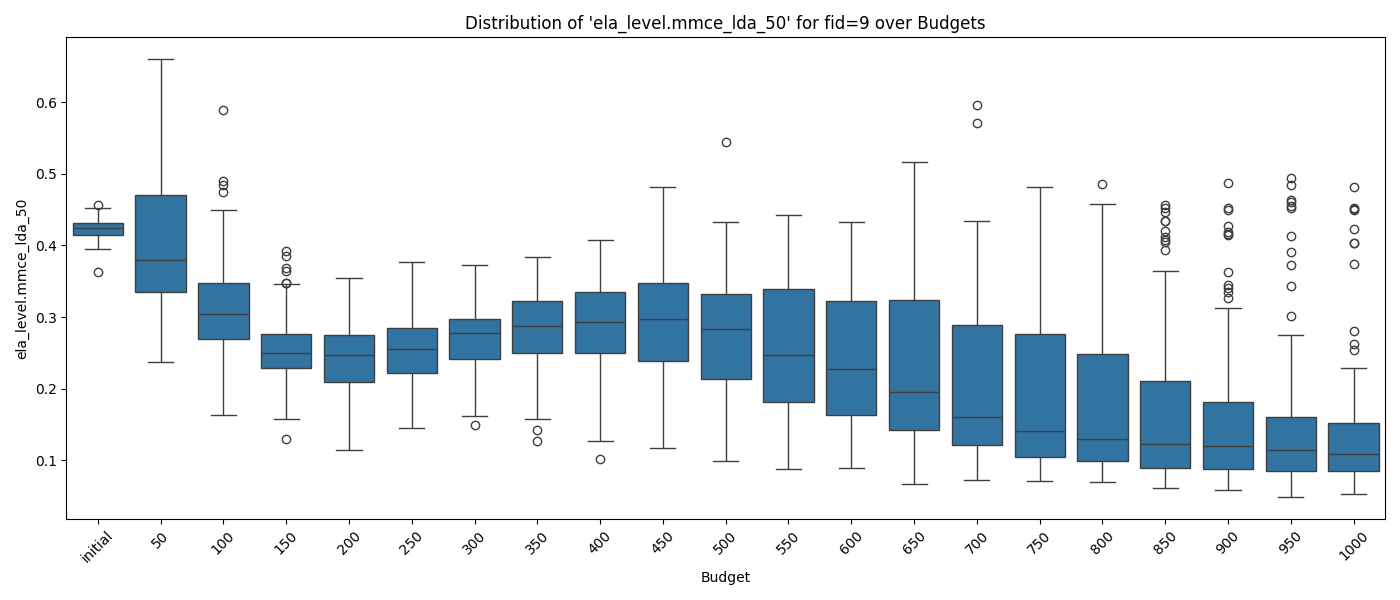 Distribution of 'ela_level.mmce_lda_50' for fid=9 over Budgets
ela_level.mmce_lda_50
0.6
0.5
0.4
0.3
0.2
0.1
initial 50 100 150 200 250 300 350 400 450 500 550 600 650 700 750 800 850 900 950 1000
Budget